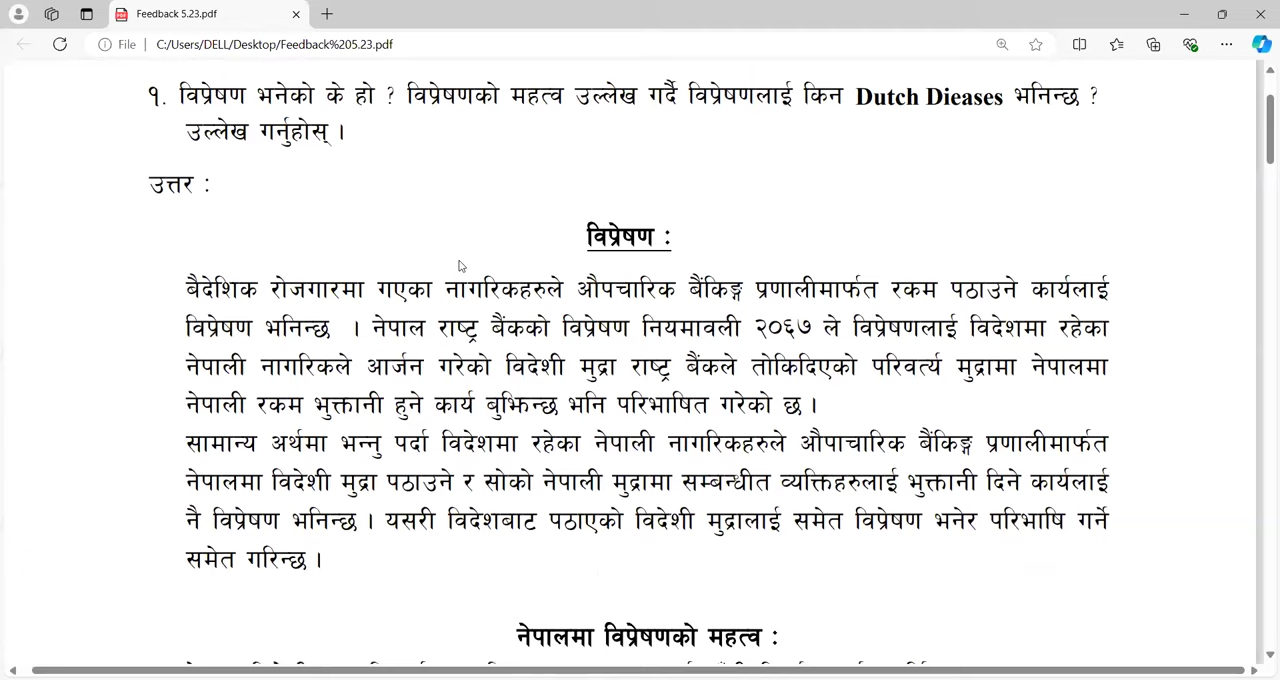 Feedback 5.23.pdf
File C:/Users/DELL/Desktop/Feedback%205.23.pdf
१. विप्रेषण भनेको के हो ? विप्रेषणको महत्व उल्लेख गर्दै विप्रेषणलाई किन Dutch Dieases भनिन्छ ?
उल्लेख गर्नुहोस् ।
उत्तर :
विप्रेषण :
बैदेशिक रोजगारमा गएका नागरिकहरुले औपचारिक बैंकिङ्ग प्रणालीमार्फत रकम पठाउने कार्यलाई
विप्रेषण भनिन्छ । नेपाल राष्ट्र बैंकको विप्रेषण नियमावली २०६७ ले विप्रेषणलाई विदेशमा रहेका
नेपाली नागरिकले आर्जन गरेको विदेशी मुद्रा राष्ट्र बैंकले तोकिदिएको परिवर्त्य मुद्रामा नेपालमा
नेपाली रकम भुक्तानी हुने कार्य बुझिन्छ भनि परिभाषित गरेको छ ।
सामान्य अर्थमा भन्नु पर्दा विदेशमा रहेका नेपाली नागरिकहरुले औपाचारिक बैंकिङ्ग प्रणालीमार्फत
नेपालमा विदेशी मुद्रा पठाउने र सोको नेपाली मुद्रामा सम्बन्धीत व्यक्तिहरुलाई भुक्तानी दिने कार्यलाई
नै विप्रेषण भनिन्छ । यसरी विदेशबाट पठाएको विदेशी मुद्रालाई समेत विप्रेषण भनेर परिभाषि गर्ने
समेत गरिन्छ ।
नेपालमा विप्रेषणको महत्व :